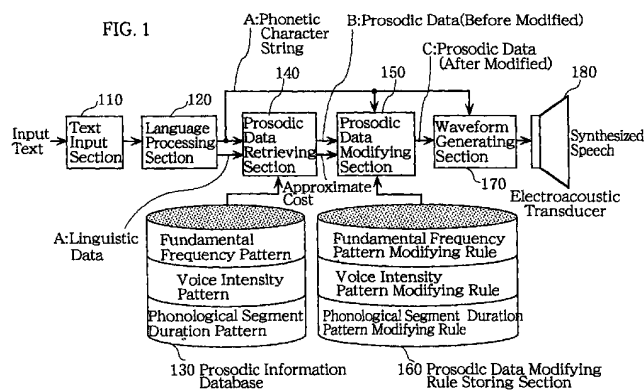 FIG. 1
A:Phonetic
Character
String
B:Prosodic Data(Before Modified)
C:Prosodic Data
(After Modified)
110
120
140
150
180
Input
Text
Text
Input
Section
Language
Processing
Section
Prosodic
Data
Retrieving
Section
Prosodic
Data
Modifying
Section
Waveform
Generating
Section
Synthesized
Speech
170
Electroacoustic
Transducer
Approximate
Cost
A:Linguistic
Data
Fundamental
Frequency Pattern
Voice Intensity
Pattern
Phonological Segment
Duration Pattern
Fundamental Frequency
Pattern Modifying Rule
Voice Intensity
Pattern Modifying Rule
Phonological Segment Duration
Pattern Modifying Rule
130 Prosodic Information
Database
160 Prosodic Data Modifying
Rule Storing Section